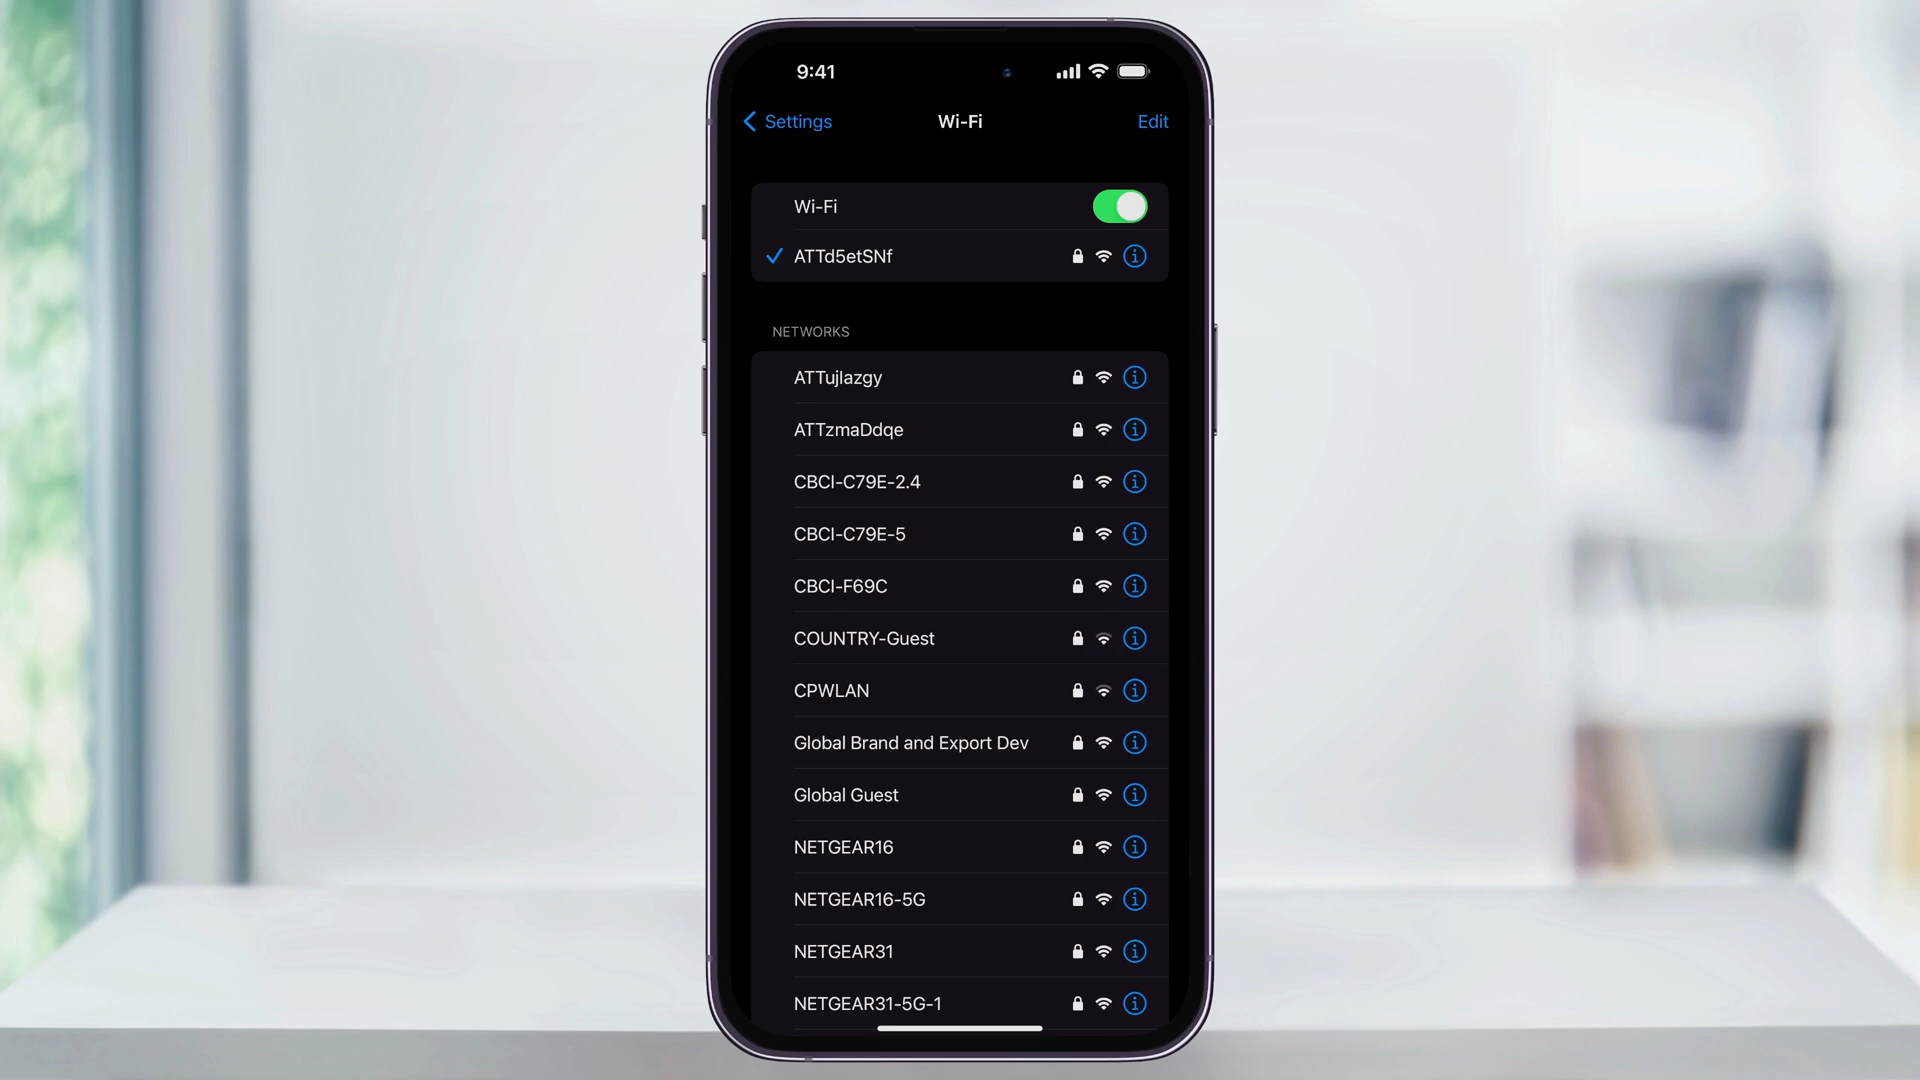 9:41
Settings
Wi-Fi
Edit
Wi-Fi
ATTd5etSNf
NETWORKS
ATTujlazgy
ATTzmaDdqe
CBCI-C79E-2.4
CBCI-C79E-5
CBCI-F69C
COUNTRY-Guest
CPWLAN
Global Brand and Export Dev
Global Guest
NETGEAR16
NETGEAR16-5G
NETGEAR31
NETGEAR31-5G-1